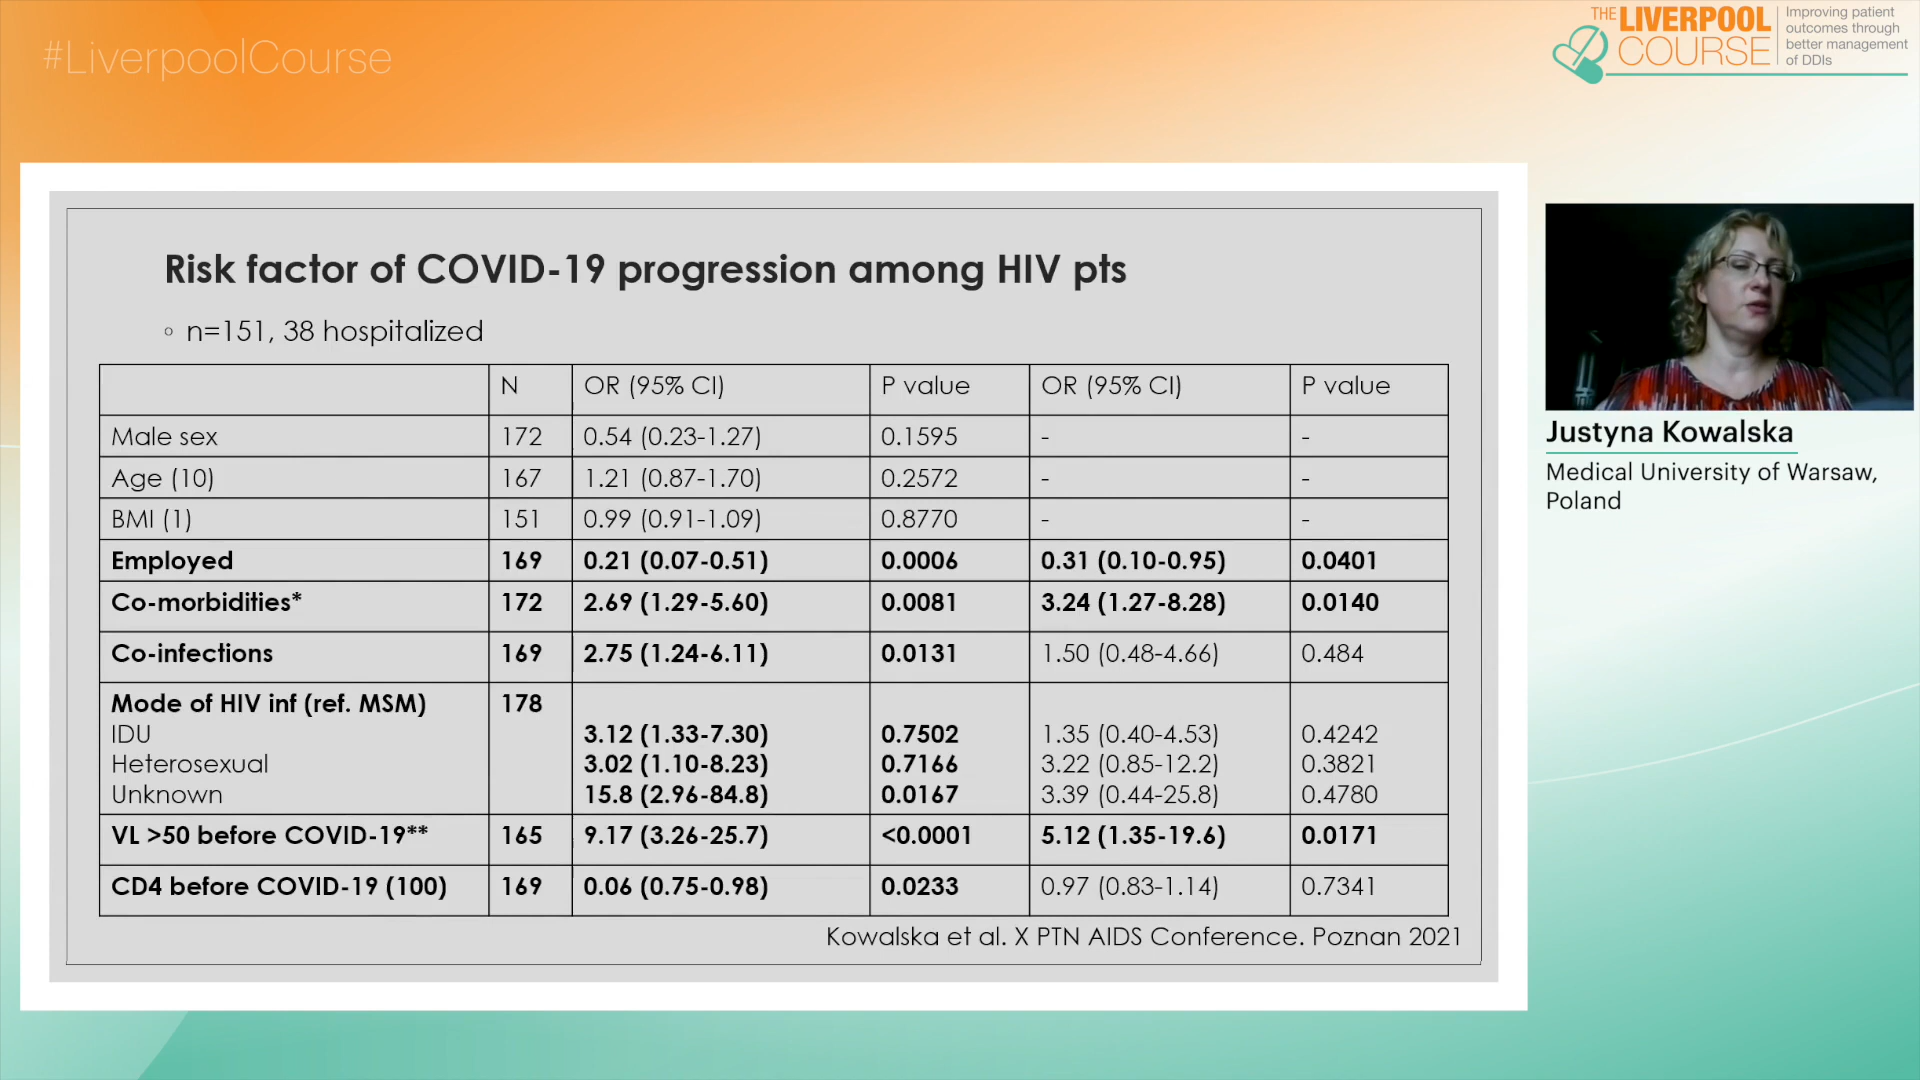 #LiverpoolCourse
THE LIVERPOOL
COURSE
Improving patient
outcomes through
better management
of DDIs
Risk factor of COVID-19 progression among HIV pts
◦ n=151, 38 hospitalized
N OR (95% CI) P value OR (95% CI) P value
Male sex 172 0.54 (0.23-1.27) 0.1595 - -
Age (10) 167 1.21 (0.87-1.70) 0.2572 - -
BMI (1) 151 0.99 (0.91-1.09) 0.8770 - -
Employed 169 0.21 (0.07-0.51) 0.0006 0.31 (0.10-0.95) 0.0401
Co-morbidities* 172 2.69 (1.29-5.60) 0.0081 3.24 (1.27-8.28) 0.0140
Co-infections 169 2.75 (1.24-6.11) 0.0131 1.50 (0.48-4.66) 0.484
Mode of HIV inf (ref. MSM) 178
IDU 3.12 (1.33-7.30) 0.7502 1.35 (0.40-4.53) 0.4242
Heterosexual 3.02 (1.10-8.23) 0.7166 3.22 (0.85-12.2) 0.3821
Unknown 15.8 (2.96-84.8) 0.0167 3.39 (0.44-25.8) 0.4780
VL >50 before COVID-19** 165 9.17 (3.26-25.7) <0.0001 5.12 (1.35-19.6) 0.0171
CD4 before COVID-19 (100) 169 0.06 (0.75-0.98) 0.0233 0.97 (0.83-1.14) 0.7341
Kowalska et al. X PTN AIDS Conference. Poznan 2021
Justyna Kowalska
Medical University of Warsaw,
Poland